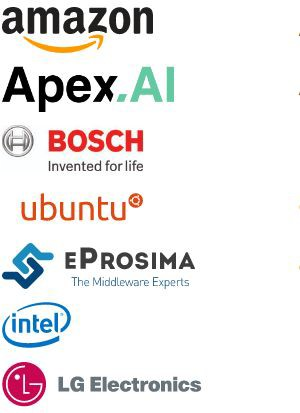 amazon
Apex.AI
BOSCH
Invented for life
ubuntu
ePROSIMA
The Middleware Experts
intel
LG Electronics